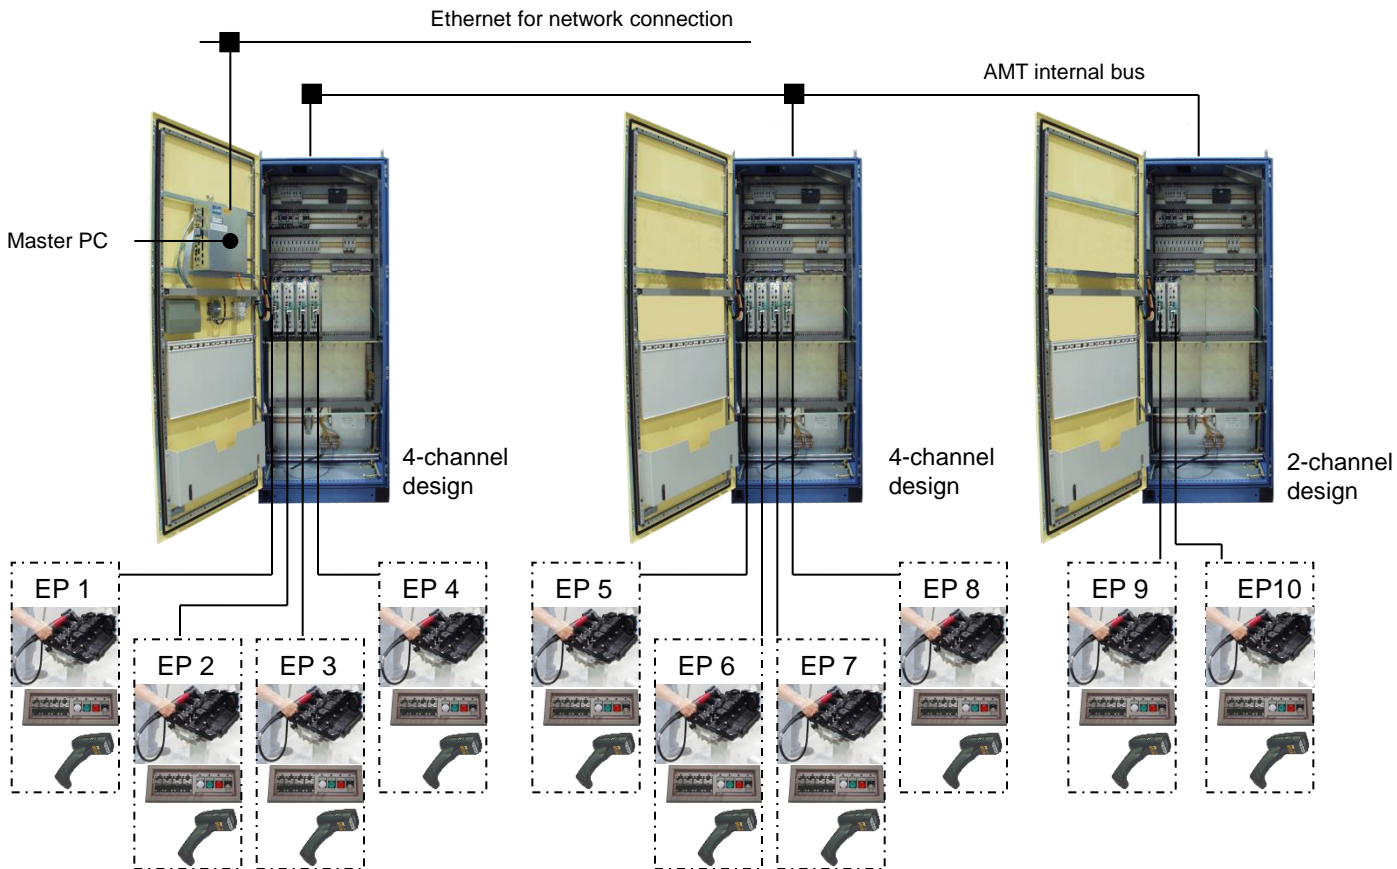 Ethernet for network connection
AMT internal bus
Master PC
4-channel
design
4-channel
design
2-channel
design
EP 1
EP 2
EP 3
EP 4
EP 5
EP 6
EP 7
EP 8
EP 9
EP10